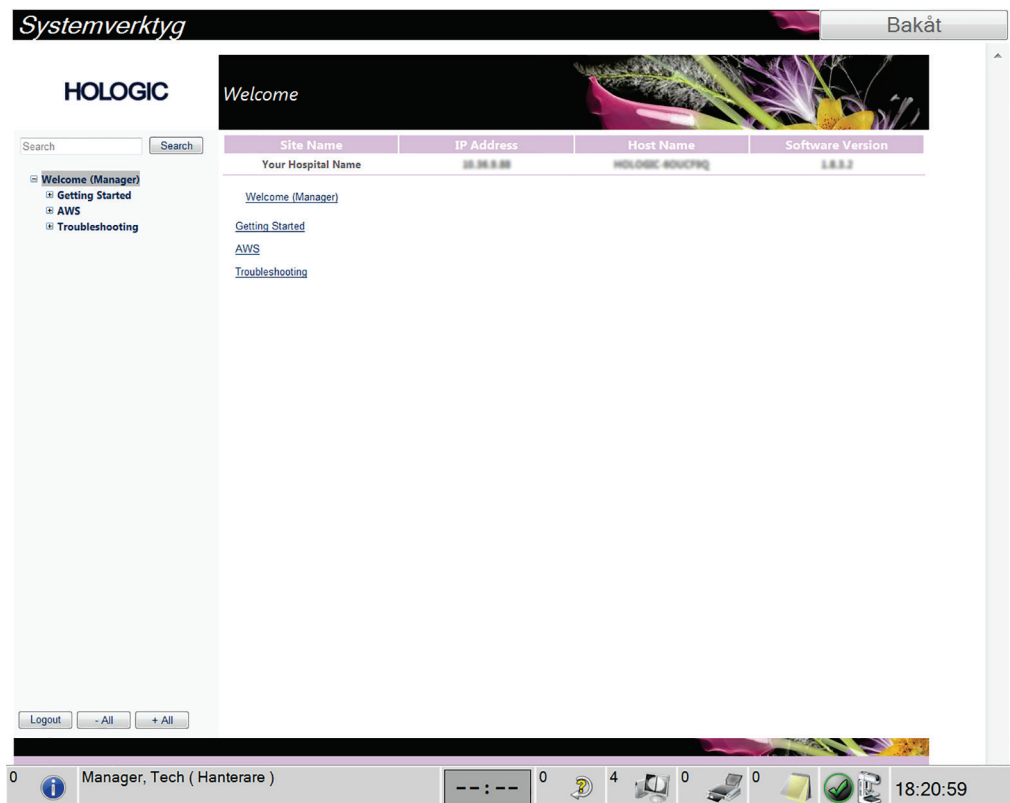 Systemverktyg
Bakåt
HOLOGIC
Welcome
Search Search
Site Name IP Address Host Name Software Version
Your Hospital Name
Welcome (Manager)
Getting Started
AWS
Troubleshooting
Welcome (Manager)
Getting Started
AWS
Troubleshooting
Logout - All + All
0 Manager, Tech ( Hanterare ) --:-- 0 4 0 0 18:20:59